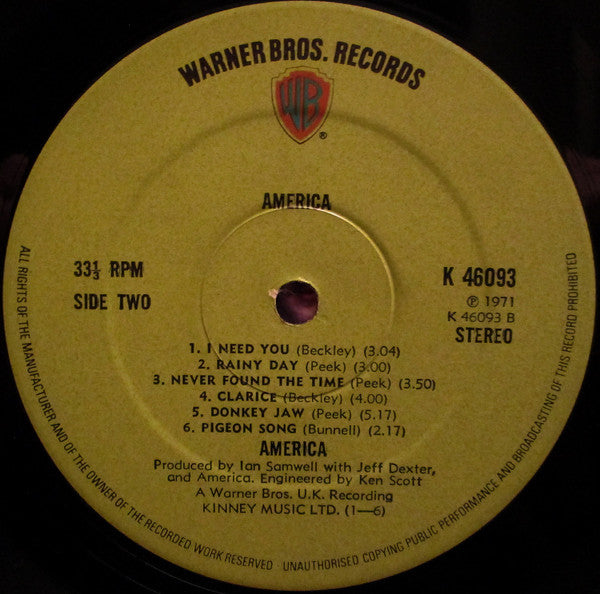 WARNER BROS. RECORDS
WB
®
AMERICA
33⅓ RPM
SIDE TWO
K 46093
℗ 1971
K 46093 B
STEREO
1. I NEED YOU (Beckley) (3.04)
2. RAINY DAY (Peek) (3.00)
3. NEVER FOUND THE TIME (Peek) (3.50)
4. CLARICE (Beckley) (4.00)
5. DONKEY JAW (Peek) (5.17)
6. PIGEON SONG (Bunnell) (2.17)
AMERICA
Produced by Ian Samwell with Jeff Dexter,
and America. Engineered by Ken Scott
A Warner Bros. U.K. Recording
KINNEY MUSIC LTD. (1—6)
ALL RIGHTS OF THE MANUFACTURER AND OF THE OWNER OF THE RECORDED WORK RESERVED UNAUTHORISED COPYING PUBLIC PERFORMANCE AND BROADCASTING OF THIS RECORD PROHIBITED